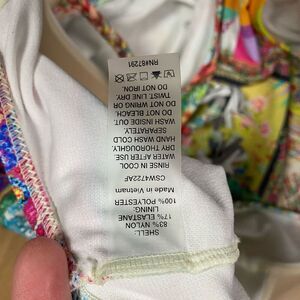 SHELL:
83% NYLON
17% ELASTANE
LINING:
100% POLYESTER
Made in Vietnam
CSW4722AF
RINSE IN COOL
WATER AFTER USE
DRY THOROUGHLY.
HAND WASH COLD
SEPARATELY.
WASH INSIDE OUT.
DO NOT BLEACH.
DO NOT WRING OR
TWIST. LINE DRY.
DO NOT IRON.
RN#87291